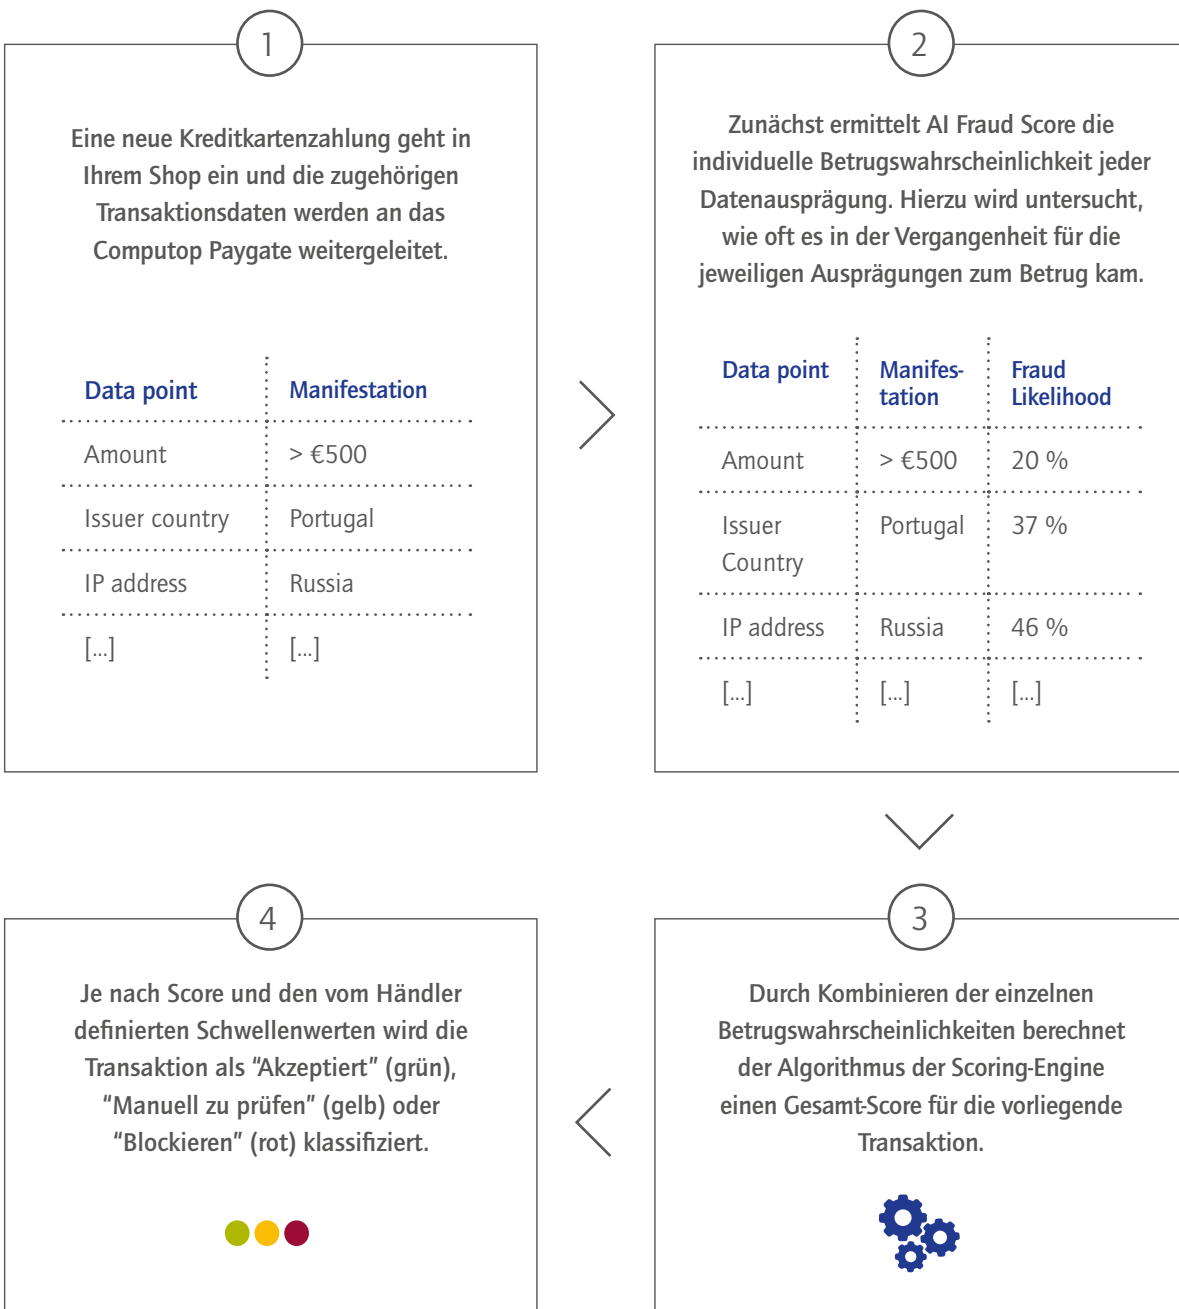 1
Eine neue Kreditkartenzahlung geht in
Ihrem Shop ein und die zugehörigen
Transaktionsdaten werden an das
Computop Paygate weitergeleitet.
Data point Manifestation
Amount > €500
Issuer country Portugal
IP address Russia
[...] [...]
2
Zunächst ermittelt AI Fraud Score die
individuelle Betrugswahrscheinlichkeit jeder
Datenausprägung. Hierzu wird untersucht,
wie oft es in der Vergangenheit für die
jeweiligen Ausprägungen zum Betrug kam.
Data point Manifes- Fraud
tation Likelihood
Amount > €500 20 %
Issuer Portugal 37 %
Country
IP address Russia 46 %
[...] [...] [...]
3
Durch Kombinieren der einzelnen
Betrugswahrscheinlichkeiten berechnet
der Algorithmus der Scoring-Engine
einen Gesamt-Score für die vorliegende
Transaktion.
4
Je nach Score und den vom Händler
definierten Schwellenwerten wird die
Transaktion als “Akzeptiert” (grün),
“Manuell zu prüfen” (gelb) oder
“Blockieren” (rot) klassifiziert.